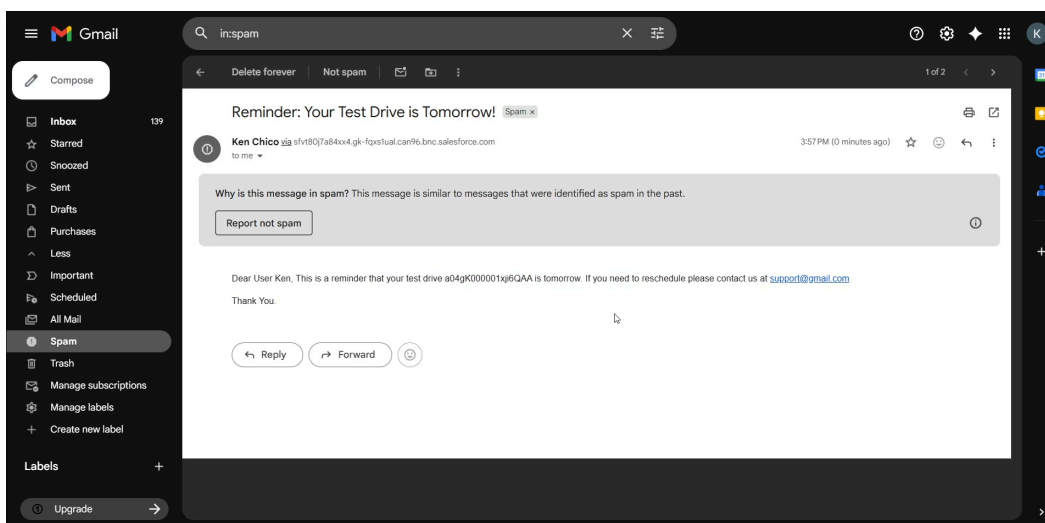 Gmail
in:spam
K
Compose
Delete forever
Not spam
1 of 2
Inbox
139
Starred
Snoozed
Sent
Drafts
Purchases
Less
Important
Scheduled
All Mail
Spam
Trash
Manage subscriptions
Manage labels
Create new label
Labels
Upgrade
Reminder: Your Test Drive is Tomorrow! Spam ×
Ken Chico via sfvt80j7a84xx4.gk-fqxs1ual.can96.bnc.salesforce.com
3:57 PM (0 minutes ago)
to me
Why is this message in spam? This message is similar to messages that were identified as spam in the past.
Report not spam
Dear User Ken, This is a reminder that your test drive a04gK000001xji6QAA is tomorrow. If you need to reschedule please contact us at support@gmail.com
Thank You.
Reply
Forward
31